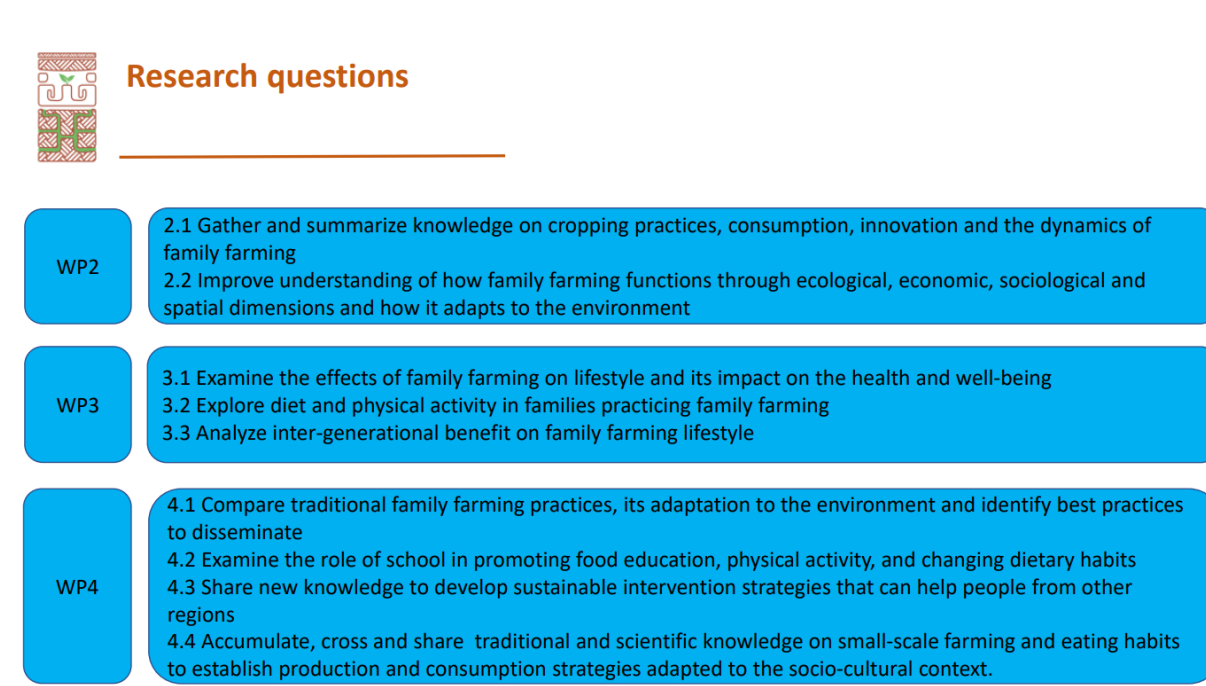 Research questions
WP2
2.1 Gather and summarize knowledge on cropping practices, consumption, innovation and the dynamics of
family farming
2.2 Improve understanding of how family farming functions through ecological, economic, sociological and
spatial dimensions and how it adapts to the environment
WP3
3.1 Examine the effects of family farming on lifestyle and its impact on the health and well-being
3.2 Explore diet and physical activity in families practicing family farming
3.3 Analyze inter-generational benefit on family farming lifestyle
WP4
4.1 Compare traditional family farming practices, its adaptation to the environment and identify best practices
to disseminate
4.2 Examine the role of school in promoting food education, physical activity, and changing dietary habits
4.3 Share new knowledge to develop sustainable intervention strategies that can help people from other
regions
4.4 Accumulate, cross and share  traditional and scientific knowledge on small-scale farming and eating habits
to establish production and consumption strategies adapted to the socio-cultural context.